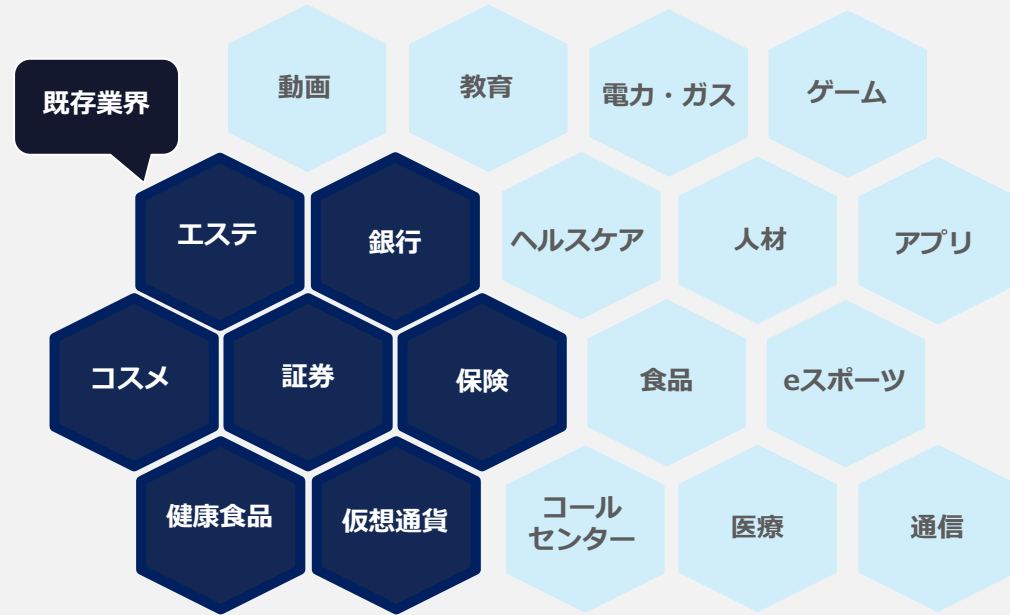 既存業界
動画
教育
電力・ガス
ゲーム
エステ
銀行
ヘルスケア
人材
アプリ
コスメ
証券
保険
食品
eスポーツ
健康食品
仮想通貨
コール
センター
医療
通信